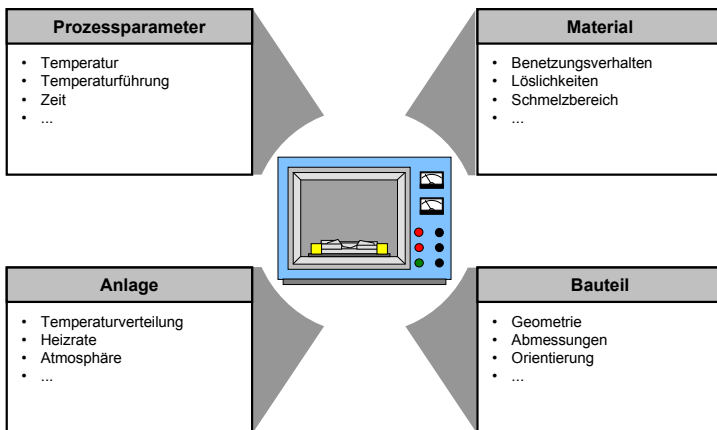 Prozessparameter
• Temperatur
• Temperaturführung
• Zeit
• ...
Material
• Benetzungsverhalten
• Löslichkeiten
• Schmelzbereich
• ...
Anlage
• Temperaturverteilung
• Heizrate
• Atmosphäre
• ...
Bauteil
• Geometrie
• Abmessungen
• Orientierung
• ...